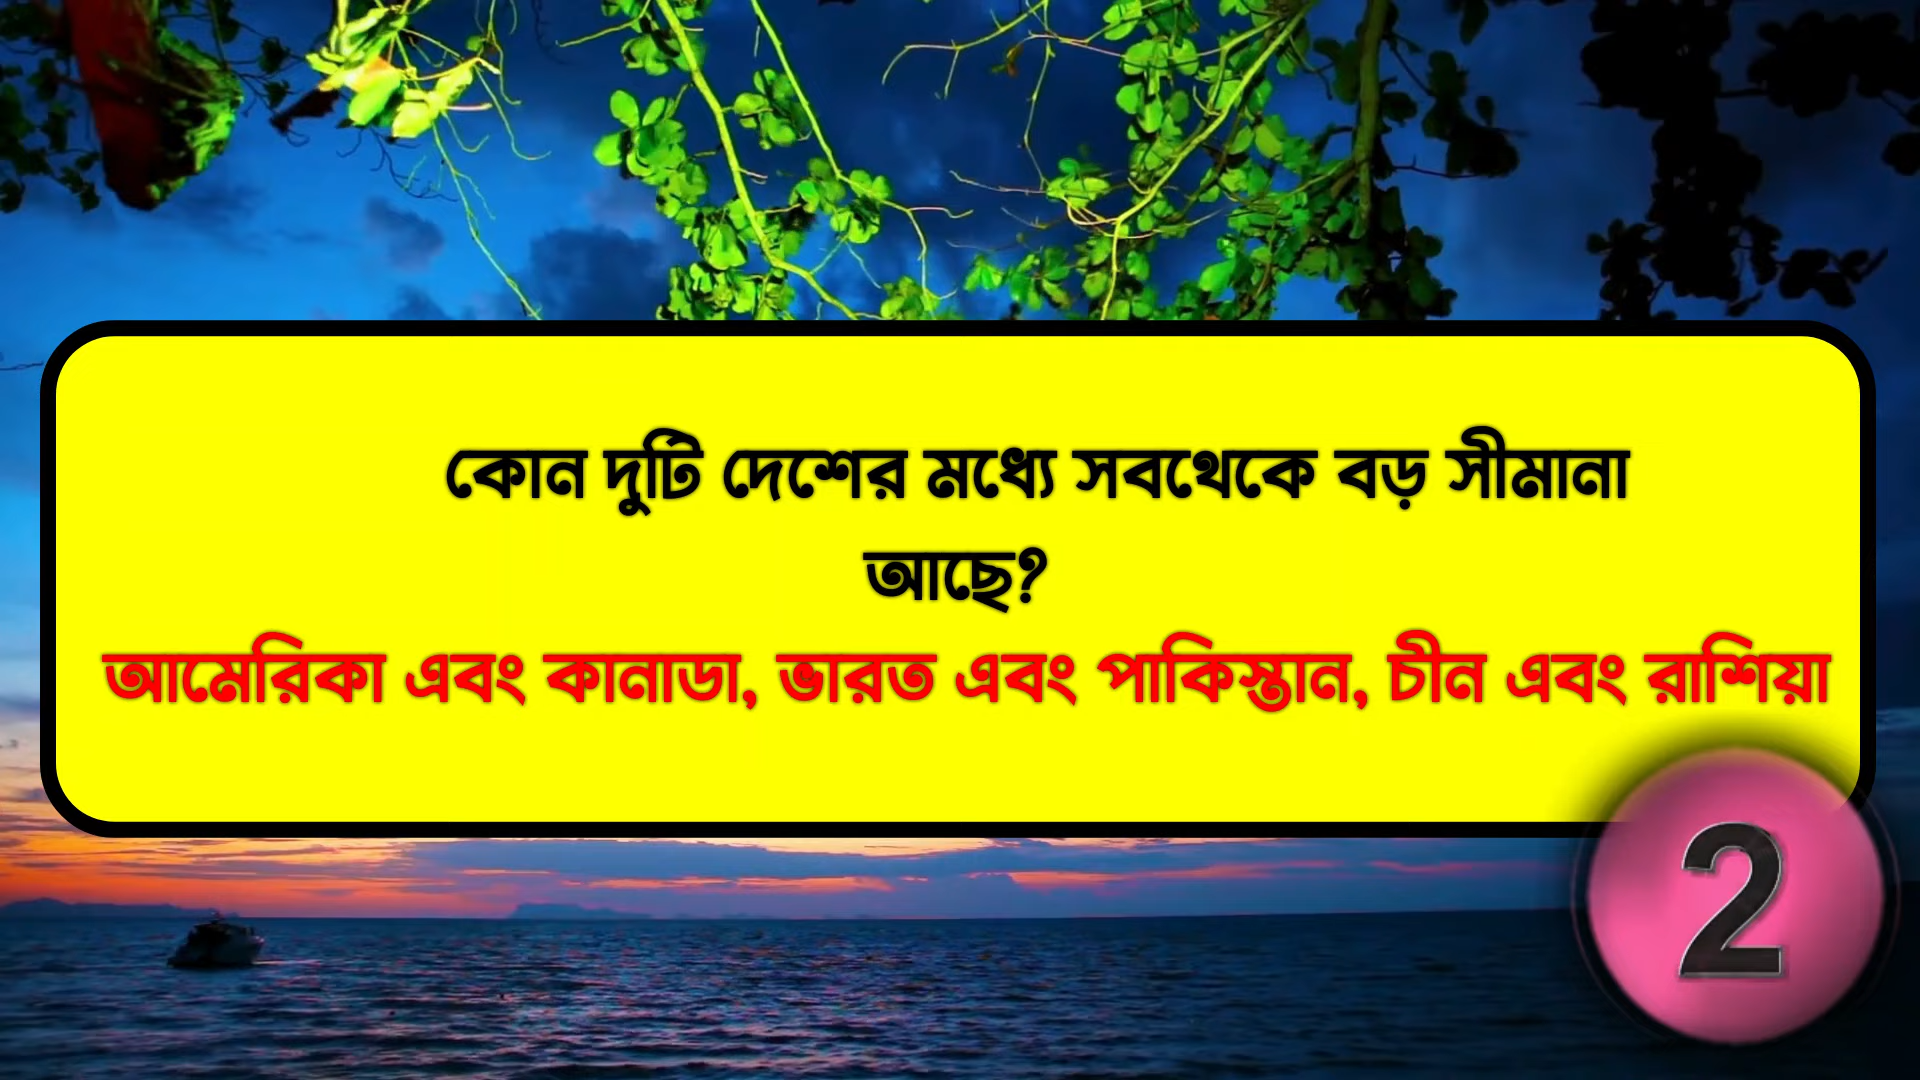 কোন দুটি দেশের মধ্যে সবথেকে বড় সীমানা
আছে?
আমেরিকা এবং কানাডা, ভারত এবং পাকিস্তান, চীন এবং রাশিয়া
2